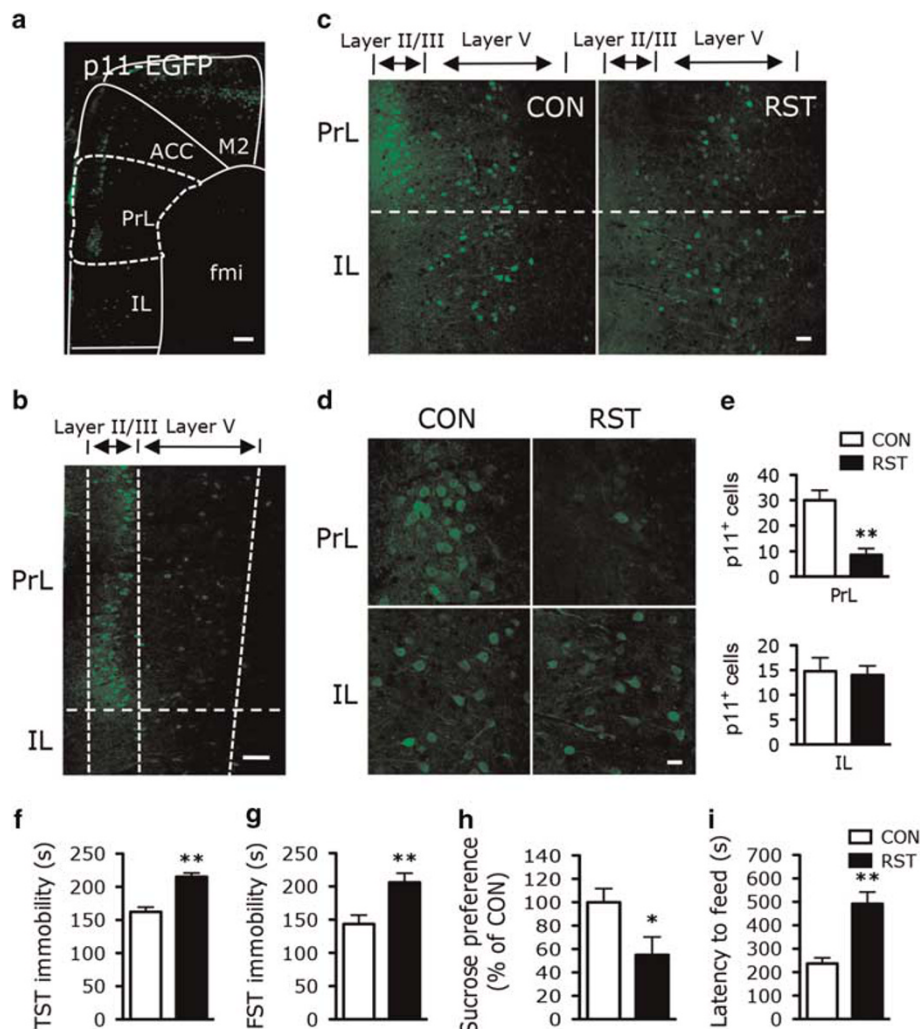 a
p11-EGFP
ACC
M2
PrL
fmi
IL
b
Layer II/III
Layer V
PrL
IL
c
Layer II/III
Layer V
Layer II/III
Layer V
CON
RST
PrL
IL
d
CON
RST
PrL
IL
e
CON
RST
p11+ cells
40
30
20
10
0
**
PrL
p11+ cells
20
15
10
5
0
IL
f
TST immobility (s)
250
200
150
100
50
0
**
g
FST immobility (s)
250
200
150
100
50
0
**
h
Sucrose preference
(% of CON)
140
120
100
80
60
40
20
0
*
i
Latency to feed (s)
CON
RST
700
600
500
400
300
200
100
0
**